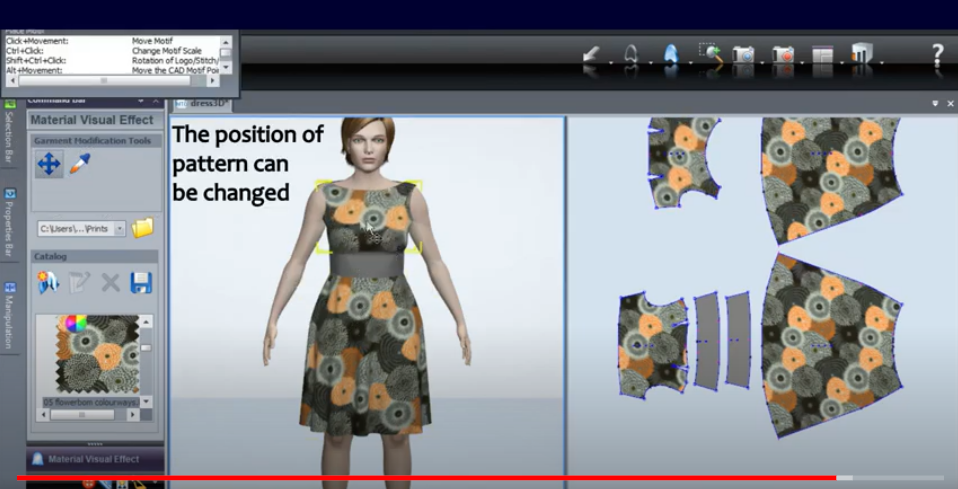 Click+Movement: Move Motif
Ctrl+Click: Change Motif Scale
Shift+Ctrl+Click: Rotation of Logo/Stitch/
Alt+Movement: Move the CAD Motif Poi
Command Bar
dress3D*
Material Visual Effect
Garment Modification Tools
C:\Users\,...\Prints
Catalog
05 flowerbom colourways.
Material Visual Effect
Selection Bar
Properties Bar
Manipulation
The position of
pattern can
be changed
?